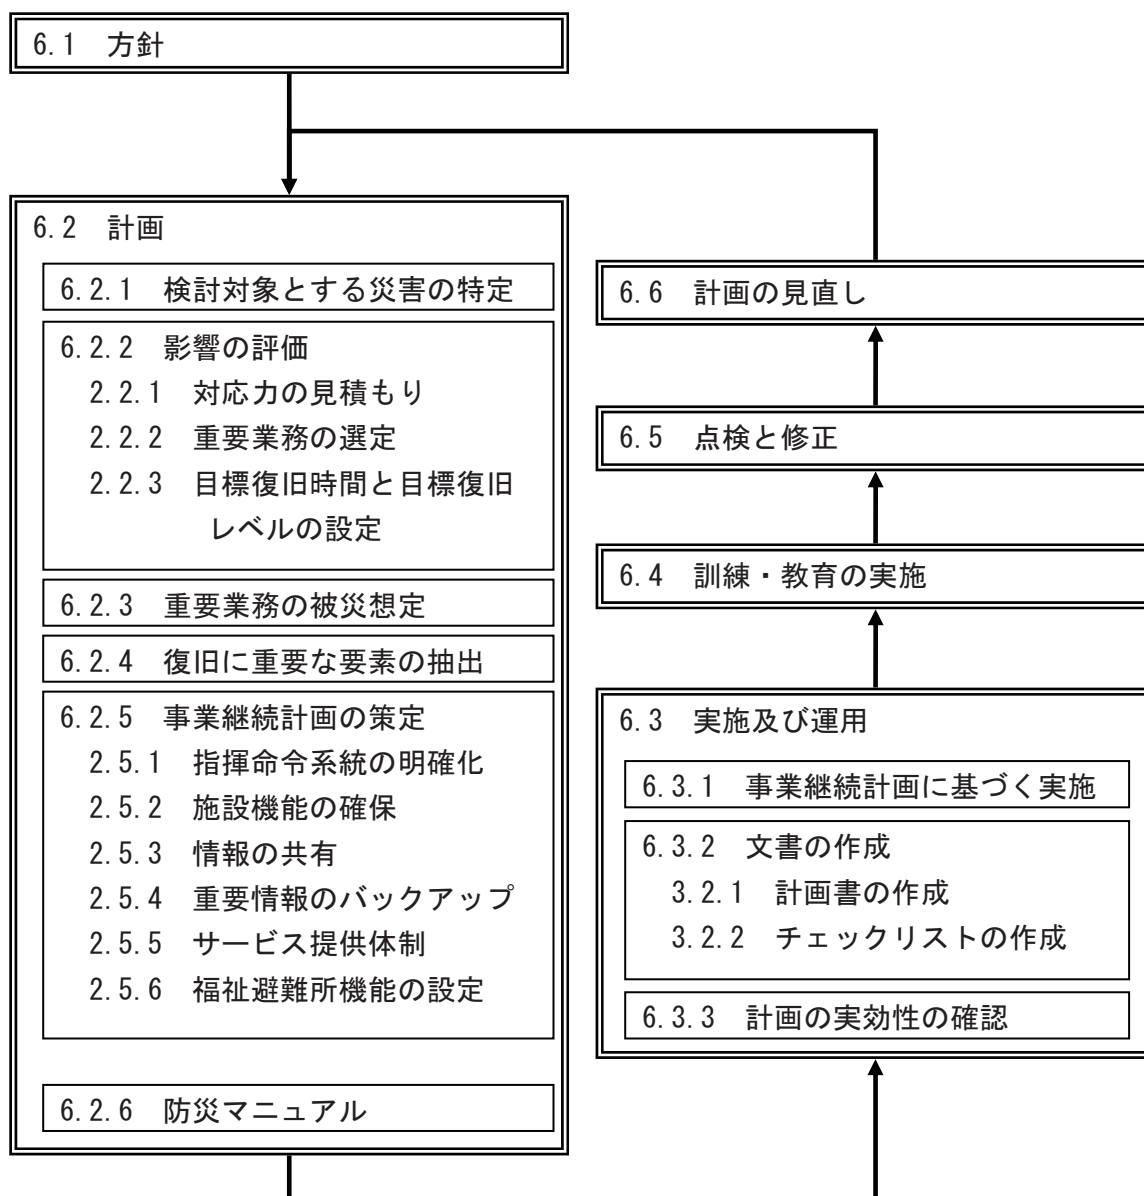 6.1 方針
6.2 計画
6.2.1 検討対象とする災害の特定
6.2.2 影響の評価
2.2.1 対応力の見積もり
2.2.2 重要業務の選定
2.2.3 目標復旧時間と目標復旧
レベルの設定
6.2.3 重要業務の被災想定
6.2.4 復旧に重要な要素の抽出
6.2.5 事業継続計画の策定
2.5.1 指揮命令系統の明確化
2.5.2 施設機能の確保
2.5.3 情報の共有
2.5.4 重要情報のバックアップ
2.5.5 サービス提供体制
2.5.6 福祉避難所機能の設定
6.2.6 防災マニュアル
6.6 計画の見直し
6.5 点検と修正
6.4 訓練・教育の実施
6.3 実施及び運用
6.3.1 事業継続計画に基づく実施
6.3.2 文書の作成
3.2.1 計画書の作成
3.2.2 チェックリストの作成
6.3.3 計画の実効性の確認